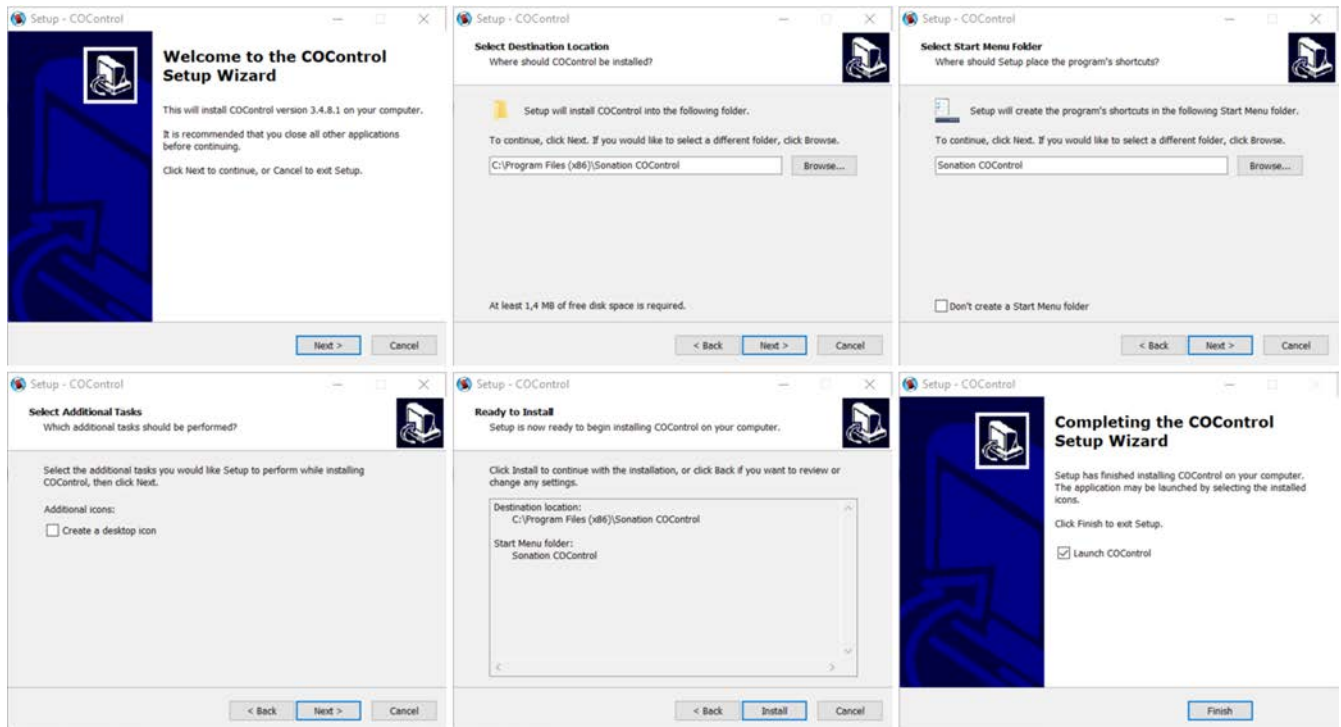 Setup - COControl
Welcome to the COControl
Setup Wizard
This will install COControl version 3.4.8.1 on your computer.
It is recommended that you close all other applications
before continuing.
Click Next to continue, or Cancel to exit Setup.
Next >
Cancel
Setup - COControl
Select Destination Location
Where should COControl be installed?
Setup will install COControl into the following folder.
To continue, click Next. If you would like to select a different folder, click Browse.
C:\Program Files (x86)\Sonation COControl
Browse...
At least 1,4 MB of free disk space is required.
< Back
Next >
Cancel
Setup - COControl
Select Start Menu Folder
Where should Setup place the program's shortcuts?
Setup will create the program's shortcuts in the following Start Menu folder.
To continue, click Next. If you would like to select a different folder, click Browse.
Sonation COControl
Browse...
Don't create a Start Menu folder
< Back
Next >
Cancel
Setup - COControl
Select Additional Tasks
Which additional tasks should be performed?
Select the additional tasks you would like Setup to perform while installing
COControl, then click Next.
Additional icons:
Create a desktop icon
< Back
Next >
Cancel
Setup - COControl
Ready to Install
Setup is now ready to begin installing COControl on your computer.
Click Install to continue with the installation, or click Back if you want to review or
change any settings.
Destination location:
C:\Program Files (x86)\Sonation COControl
Start Menu folder:
Sonation COControl
< Back
Install
Cancel
Setup - COControl
Completing the COControl
Setup Wizard
Setup has finished installing COControl on your computer.
The application may be launched by selecting the installed
icons.
Click Finish to exit Setup.
Launch COControl
Finish